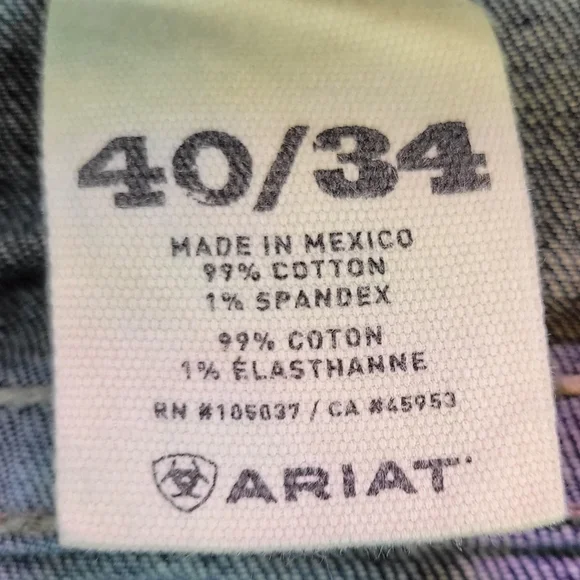 40/34
MADE IN MEXICO
99% COTTON
1% SPANDEX
99% COTON
1% ÉLASTHANNE
RN #105037 / CA #45953
ARIAT